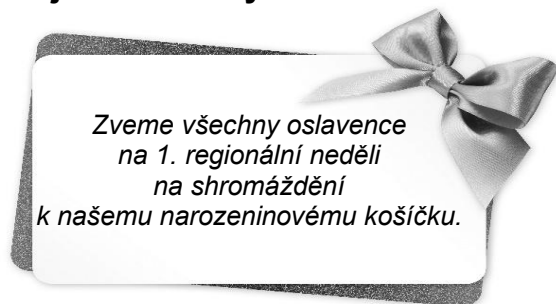 Zveme všechny oslavence
na 1. regionální neděli
na shromáždění
k našemu narozeninovému košíčku.